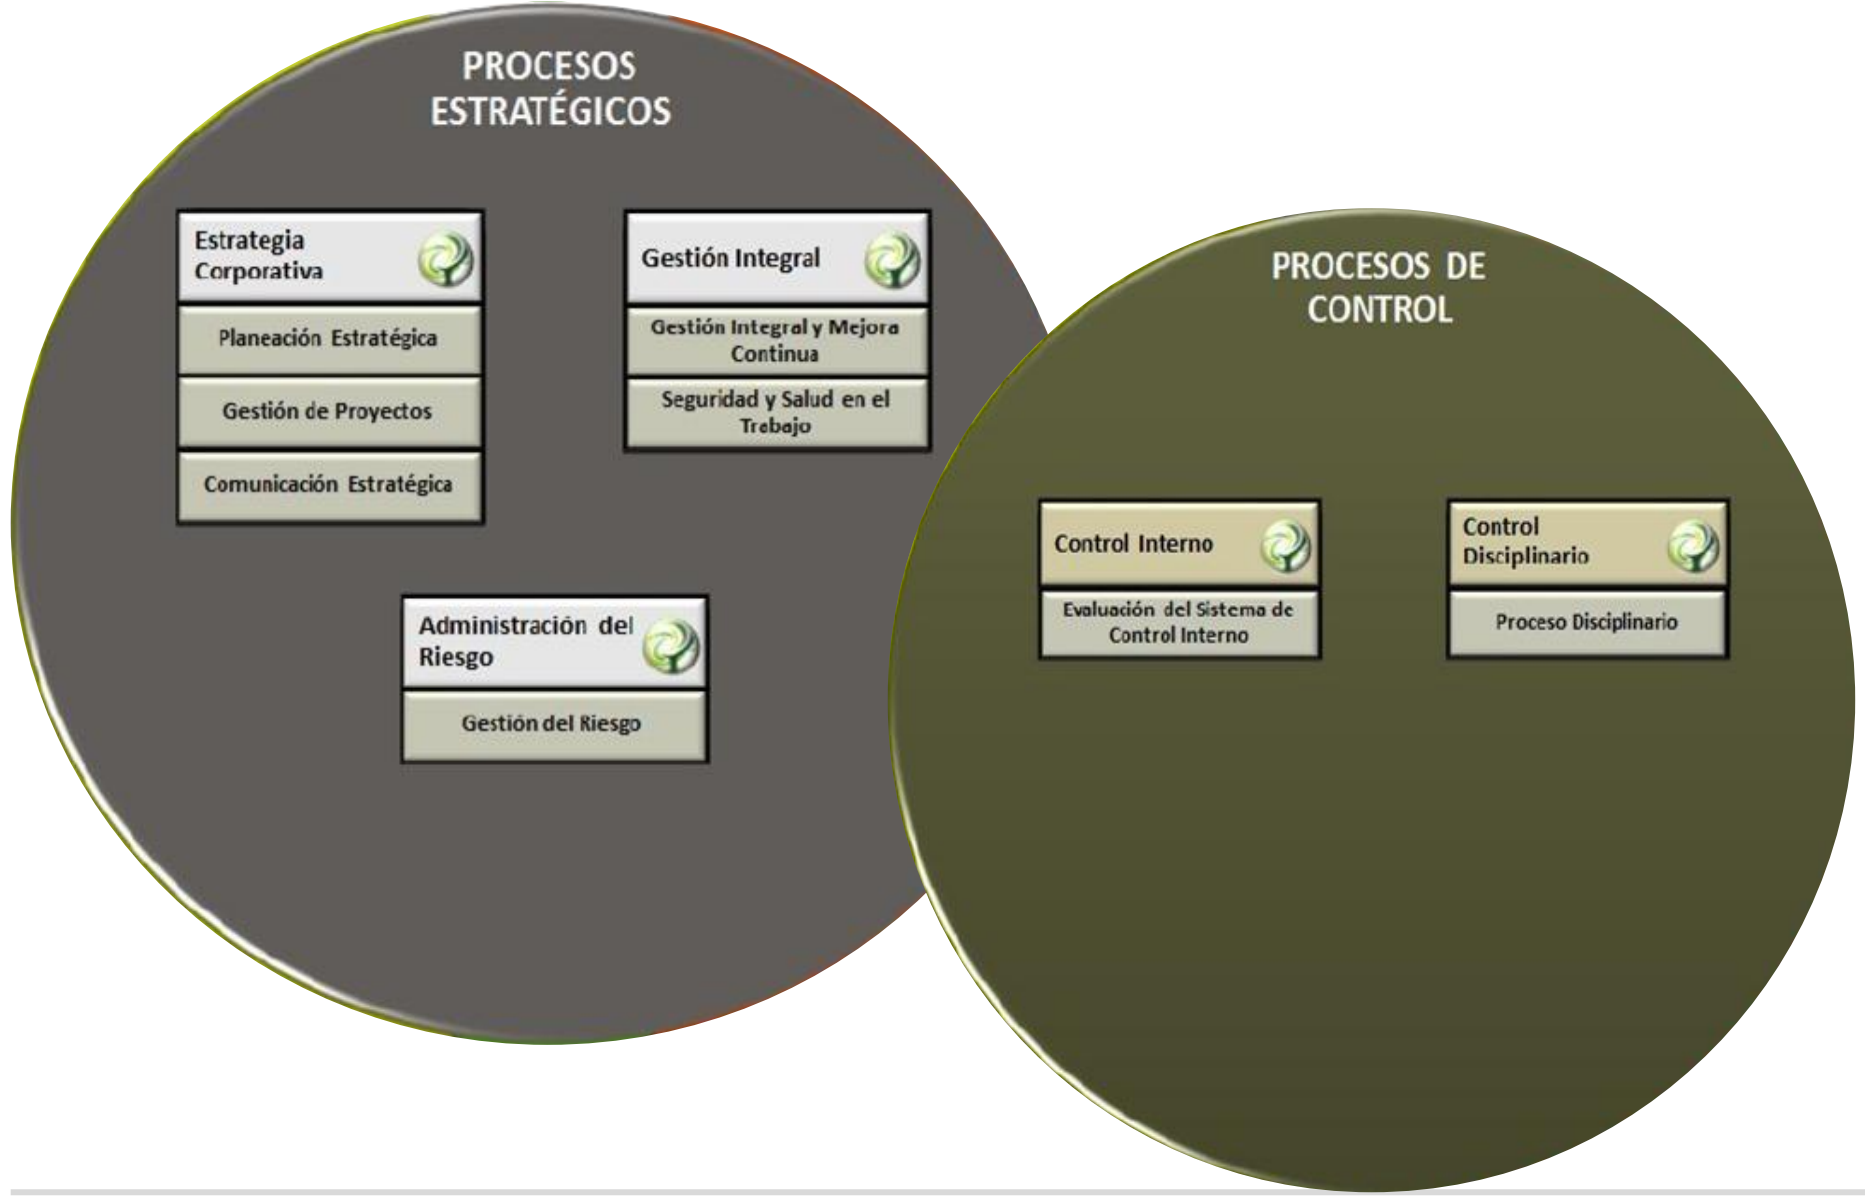 PROCESOS
ESTRATÉGICOS
Estrategia
Corporativa
Planeación Estratégica
Gestión de Proyectos
Comunicación Estratégica
Gestión Integral
Gestión Integral y Mejora
Continua
Seguridad y Salud en el
Trabajo
Administración del
Riesgo
Gestión del Riesgo
PROCESOS DE
CONTROL
Control Interno
Evaluación del Sistema de
Control Interno
Control
Disciplinario
Proceso Disciplinario